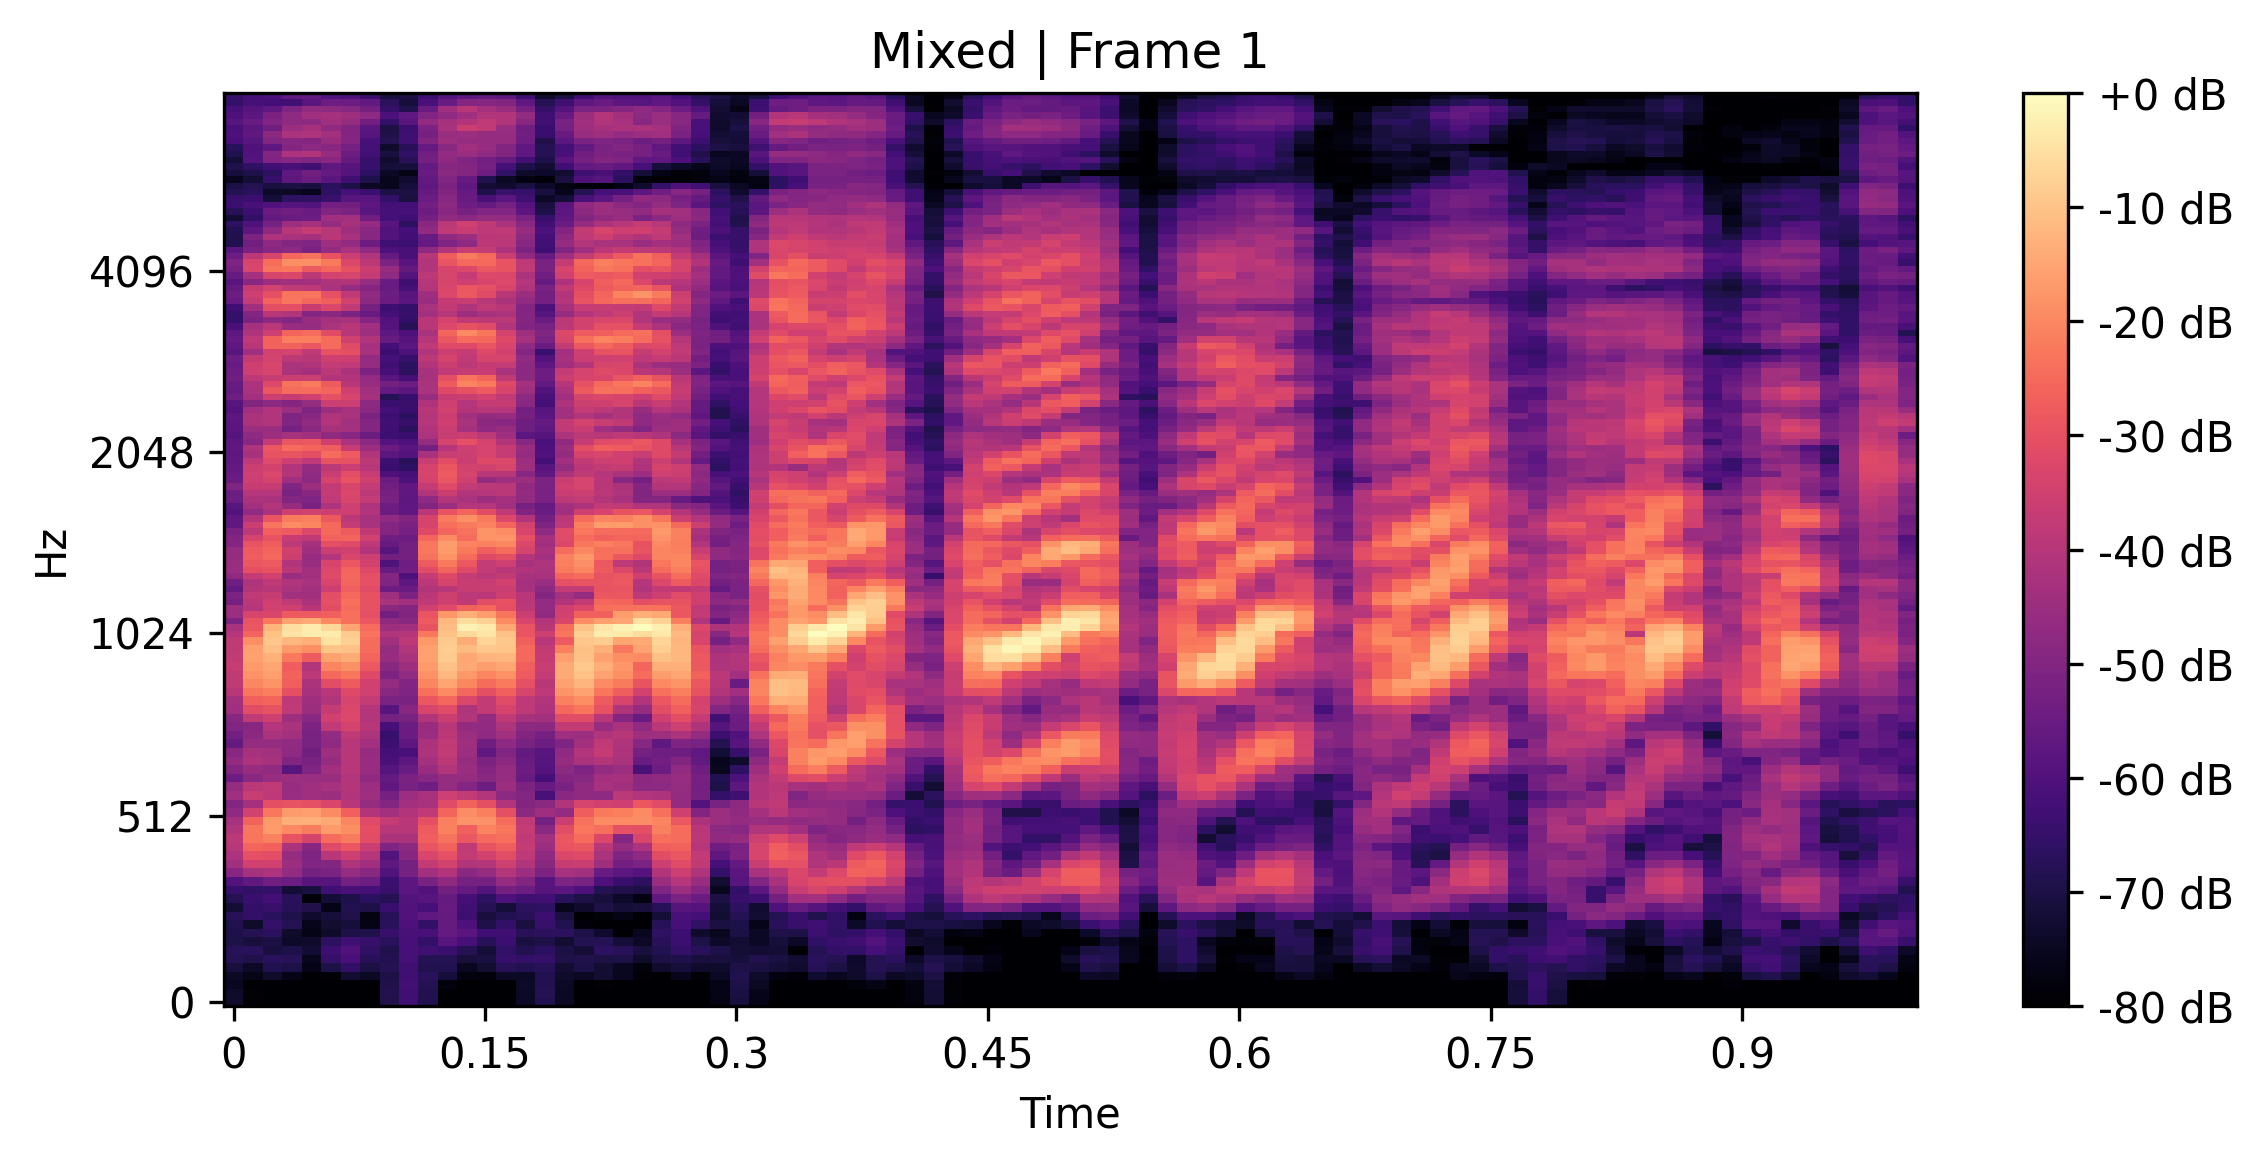 Mixed | Frame 1
Hz
4096
2048
1024
512
0
0 0.15 0.3 0.45 0.6 0.75 0.9
Time
+0 dB
-10 dB
-20 dB
-30 dB
-40 dB
-50 dB
-60 dB
-70 dB
-80 dB